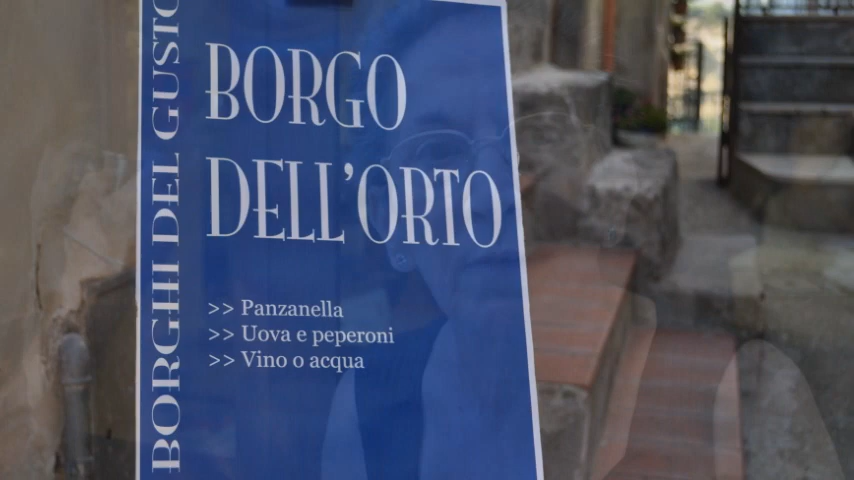 BORGHI DEL GUSTO
BORGO
DELL'ORTO
>> Panzanella
>> Uova e peperoni
>> Vino o acqua